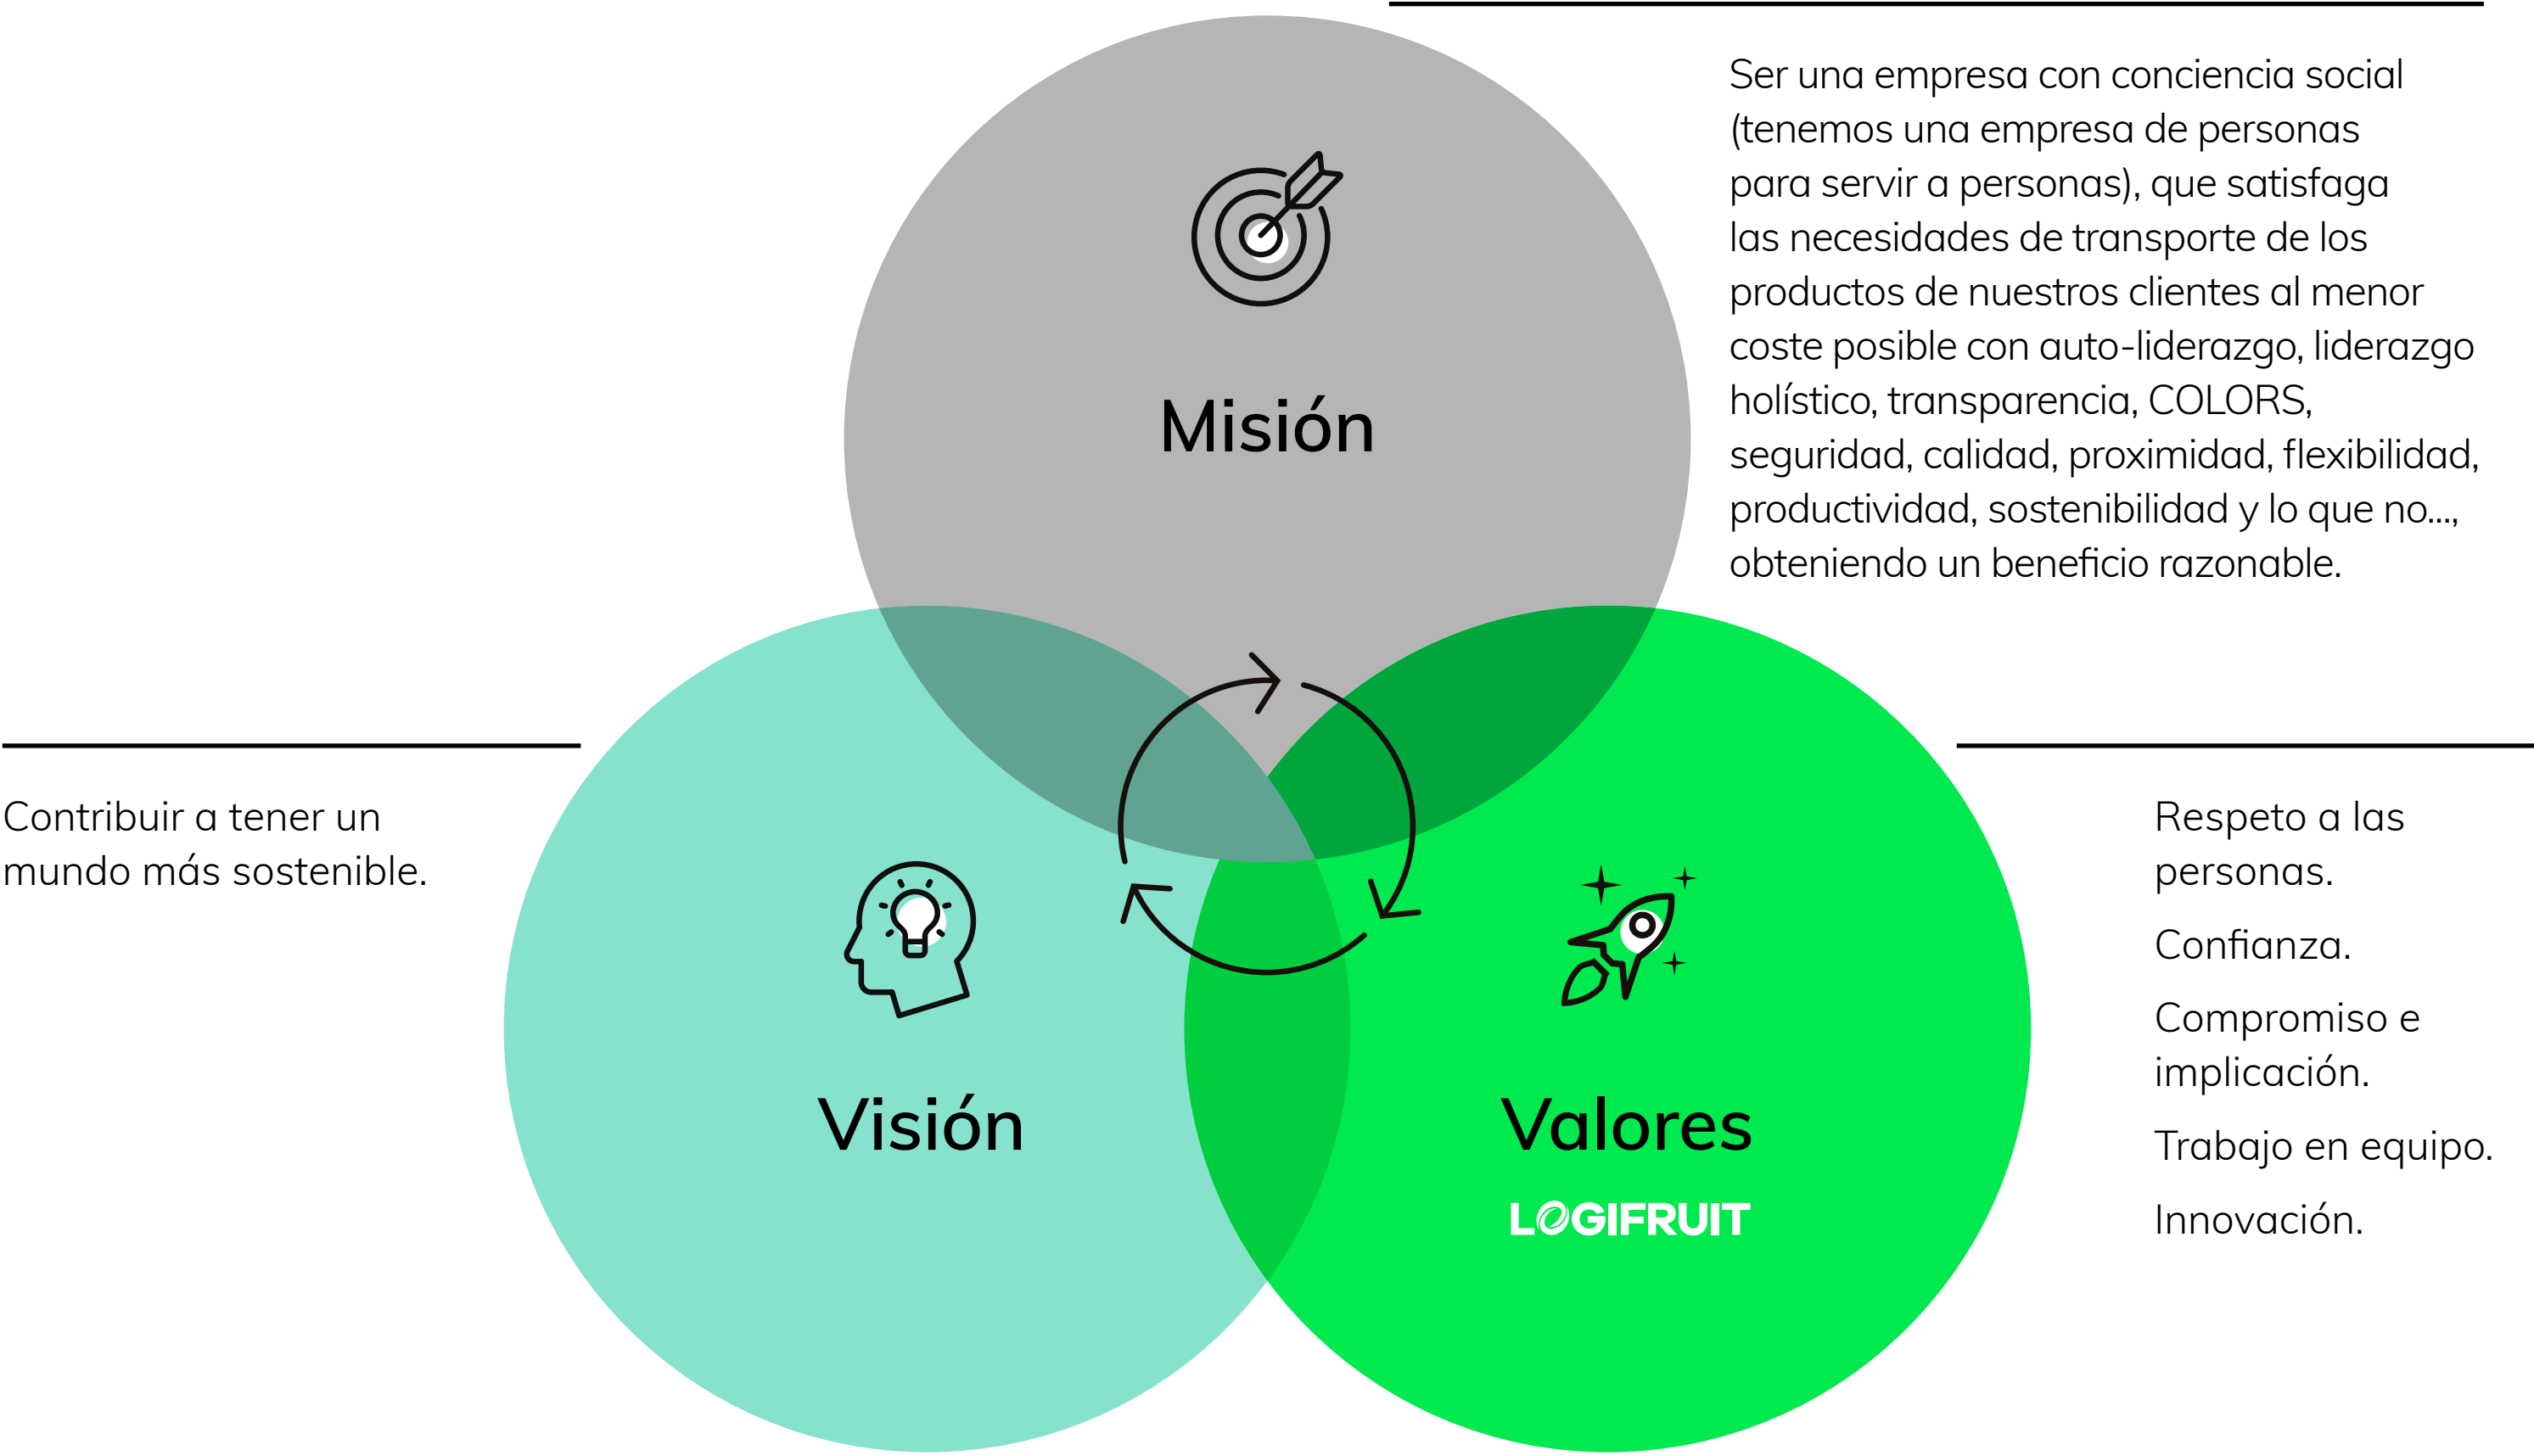 Ser una empresa con conciencia social
(tenemos una empresa de personas
para servir a personas), que satisfaga
las necesidades de transporte de los
productos de nuestros clientes al menor
coste posible con auto-liderazgo, liderazgo
holístico, transparencia, COLORS,
seguridad, calidad, proximidad, flexibilidad,
productividad, sostenibilidad y lo que no...,
obteniendo un beneficio razonable.
Misión
Contribuir a tener un
mundo más sostenible.
Visión
Valores
LOGIFRUIT
Respeto a las
personas.
Confianza.
Compromiso e
implicación.
Trabajo en equipo.
Innovación.